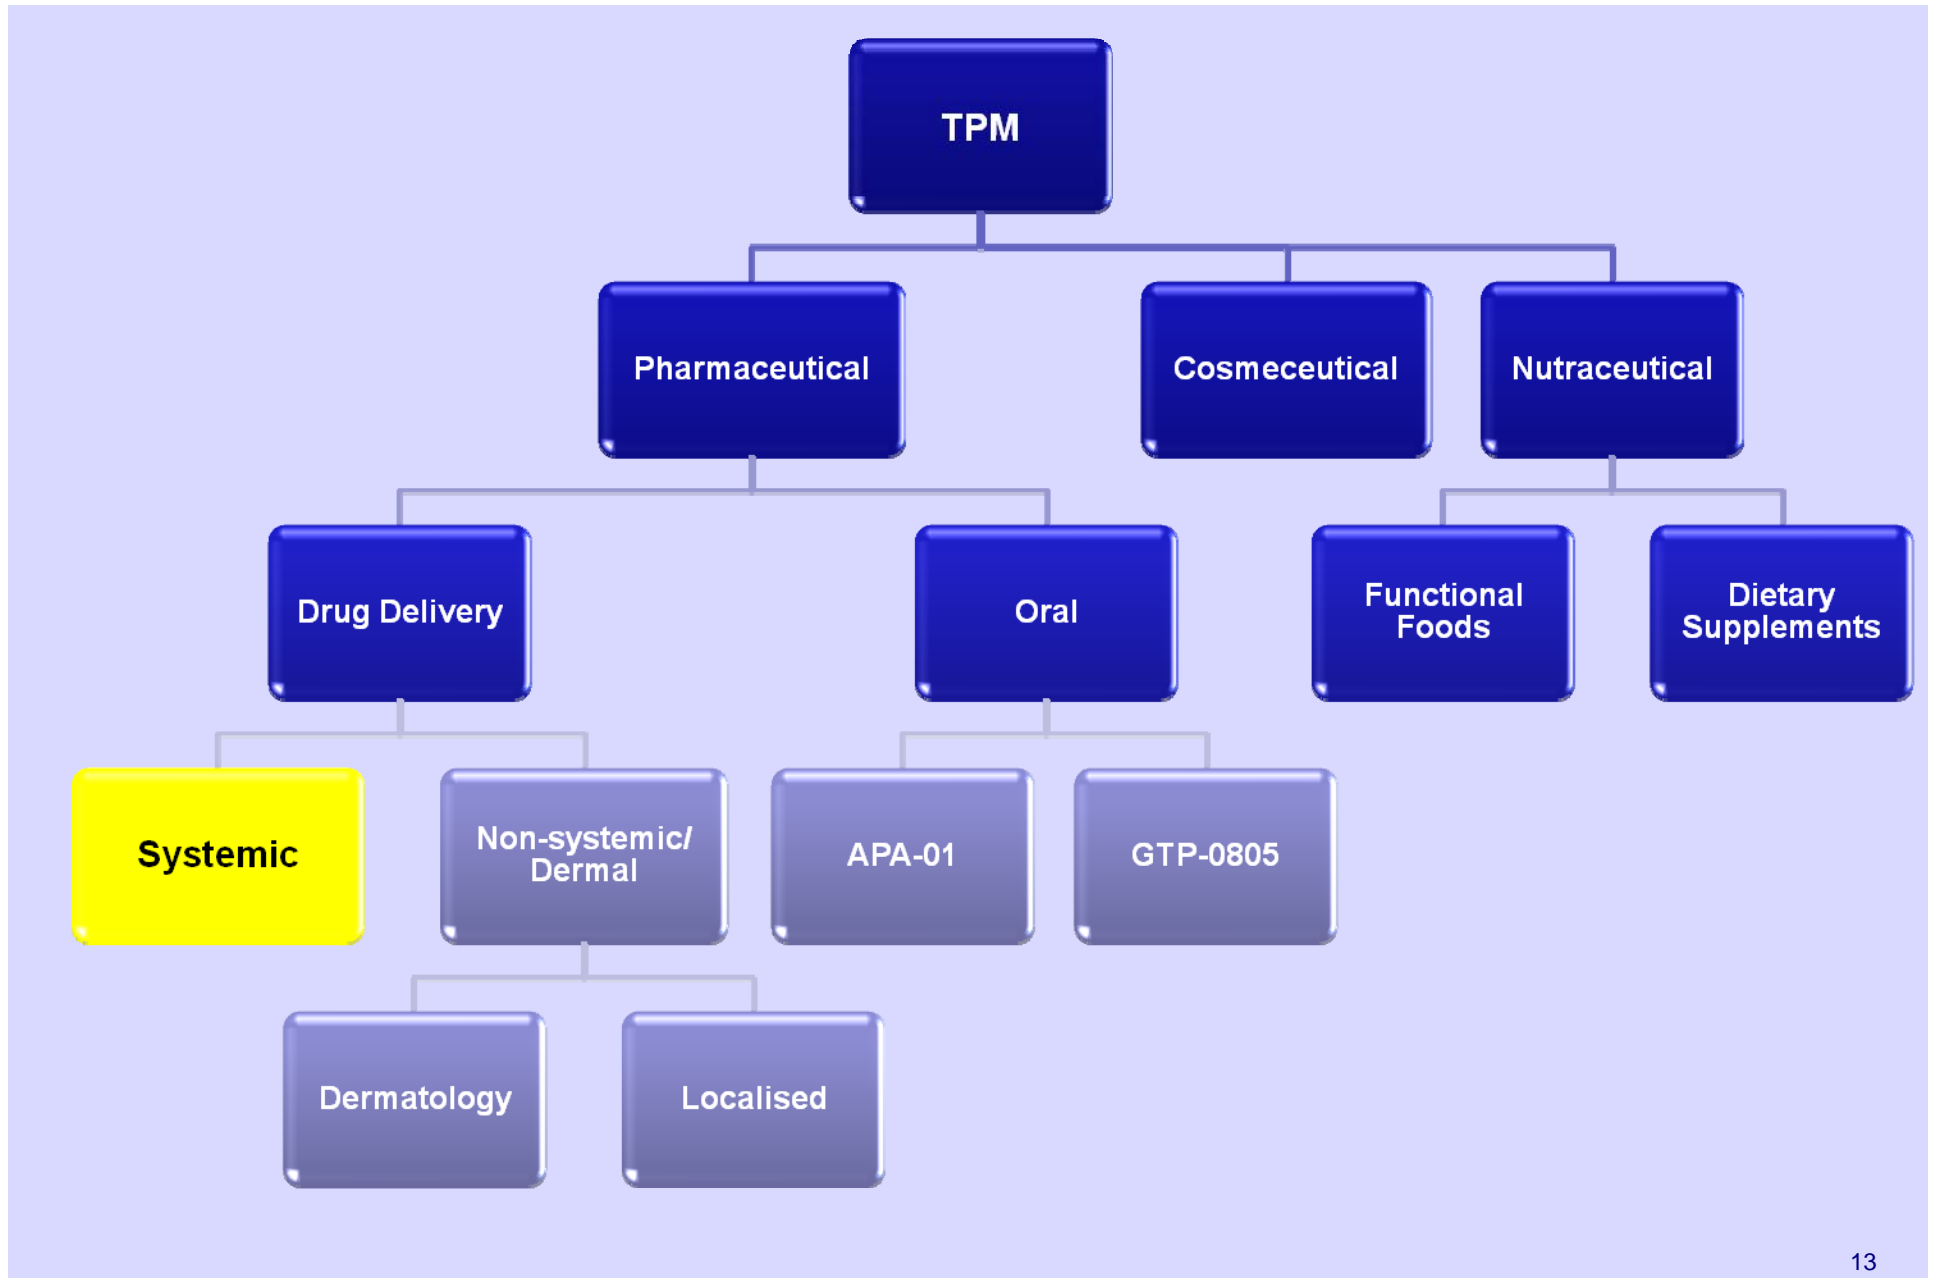 TPM
Pharmaceutical
Cosmeceutical
Nutraceutical
Drug Delivery
Oral
Functional
Foods
Dietary
Supplements
Systemic
Non-systemic/
Dermal
APA-01
GTP-0805
Dermatology
Localised
13